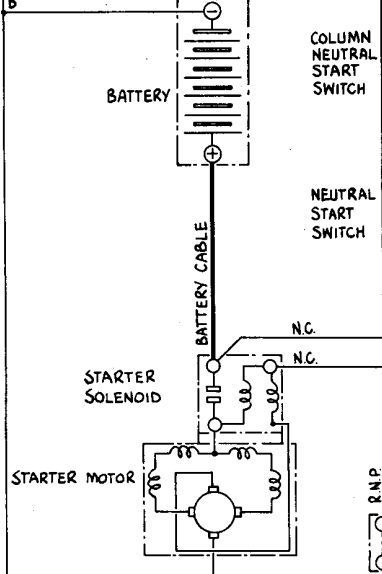 B
−
COLUMN
NEUTRAL
START
SWITCH
BATTERY
+
NEUTRAL
START
SWITCH
BATTERY CABLE
N.C.
N.C.
STARTER
SOLENOID
STARTER MOTOR
R.N.P.